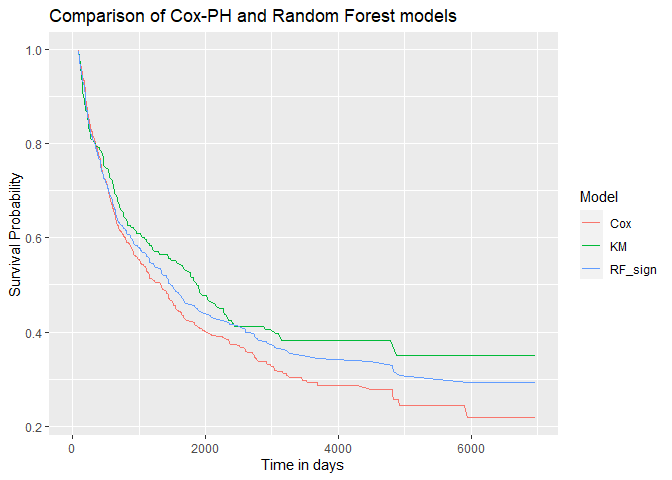 Comparison of Cox-PH and Random Forest models
1.0
0.8
0.6
0.4
0.2
Survival Probability
0
2000
4000
6000
Time in days
Model
Cox
KM
RF_sign